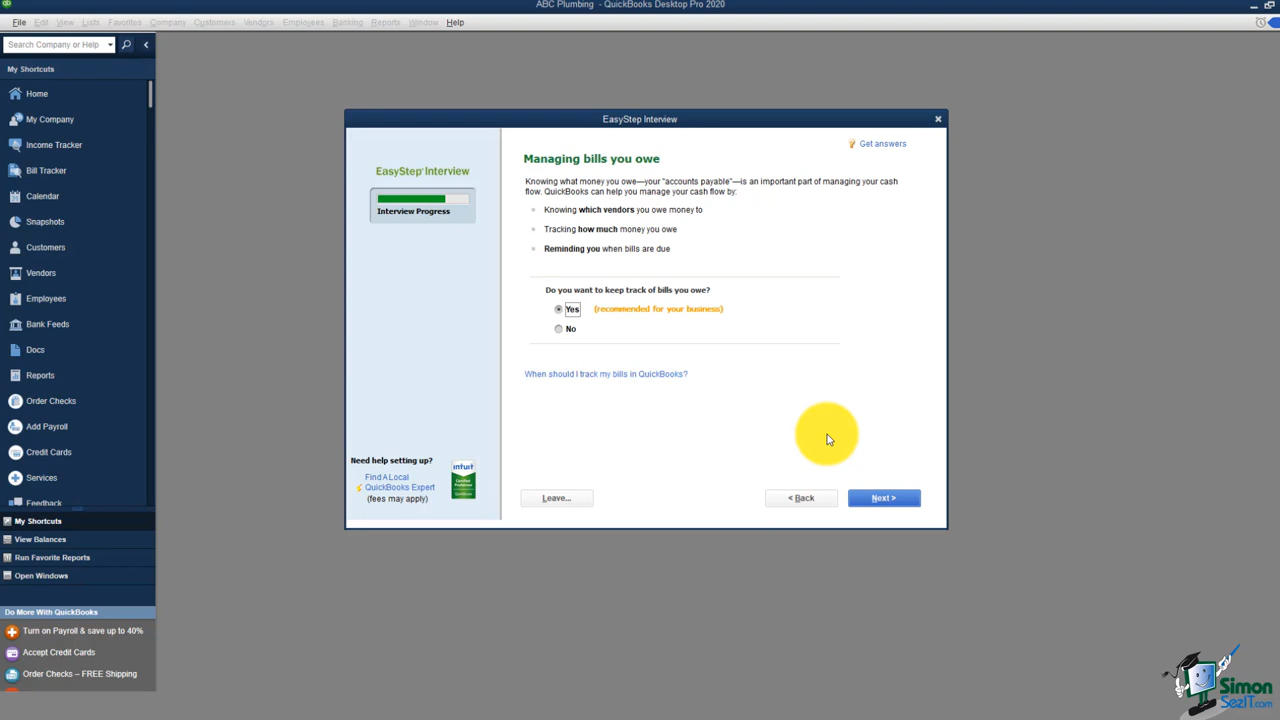 ABC Plumbing - QuickBooks Desktop Pro 2020
File Edit View Lists Favorites Company Customers Vendors Employees Banking Reports Window Help
Search Company or Help
My Shortcuts
Home
My Company
Income Tracker
Bill Tracker
Calendar
Snapshots
Customers
Vendors
Employees
Bank Feeds
Docs
Reports
Order Checks
Add Payroll
Credit Cards
Services
Feedback
My Shortcuts
View Balances
Run Favorite Reports
Open Windows
Do More With QuickBooks
Turn on Payroll & save up to 40%
Accept Credit Cards
Order Checks – FREE Shipping
EasyStep Interview
EasyStep Interview
Interview Progress
Need help setting up?
Find A Local
QuickBooks Expert
(fees may apply)
intuit
Get answers
Managing bills you owe
Knowing what money you owe—your "accounts payable"—is an important part of managing your cash
flow. QuickBooks can help you manage your cash flow by:
Knowing which vendors you owe money to
Tracking how much money you owe
Reminding you when bills are due
Do you want to keep track of bills you owe?
Yes (recommended for your business)
No
When should I track my bills in QuickBooks?
Leave...
< Back
Next >
Simon
SezIT.com